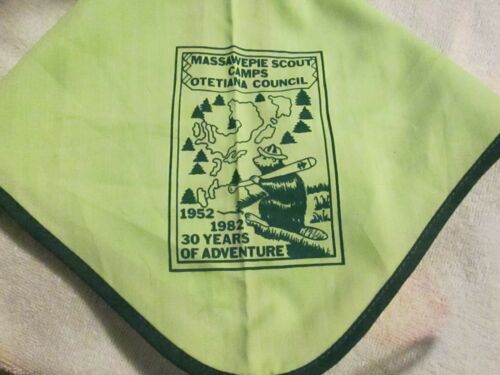 MASSAWEPIE SCOUT
CAMPS
OTETIANA COUNCIL
1952
1982
30 YEARS
OF ADVENTURE